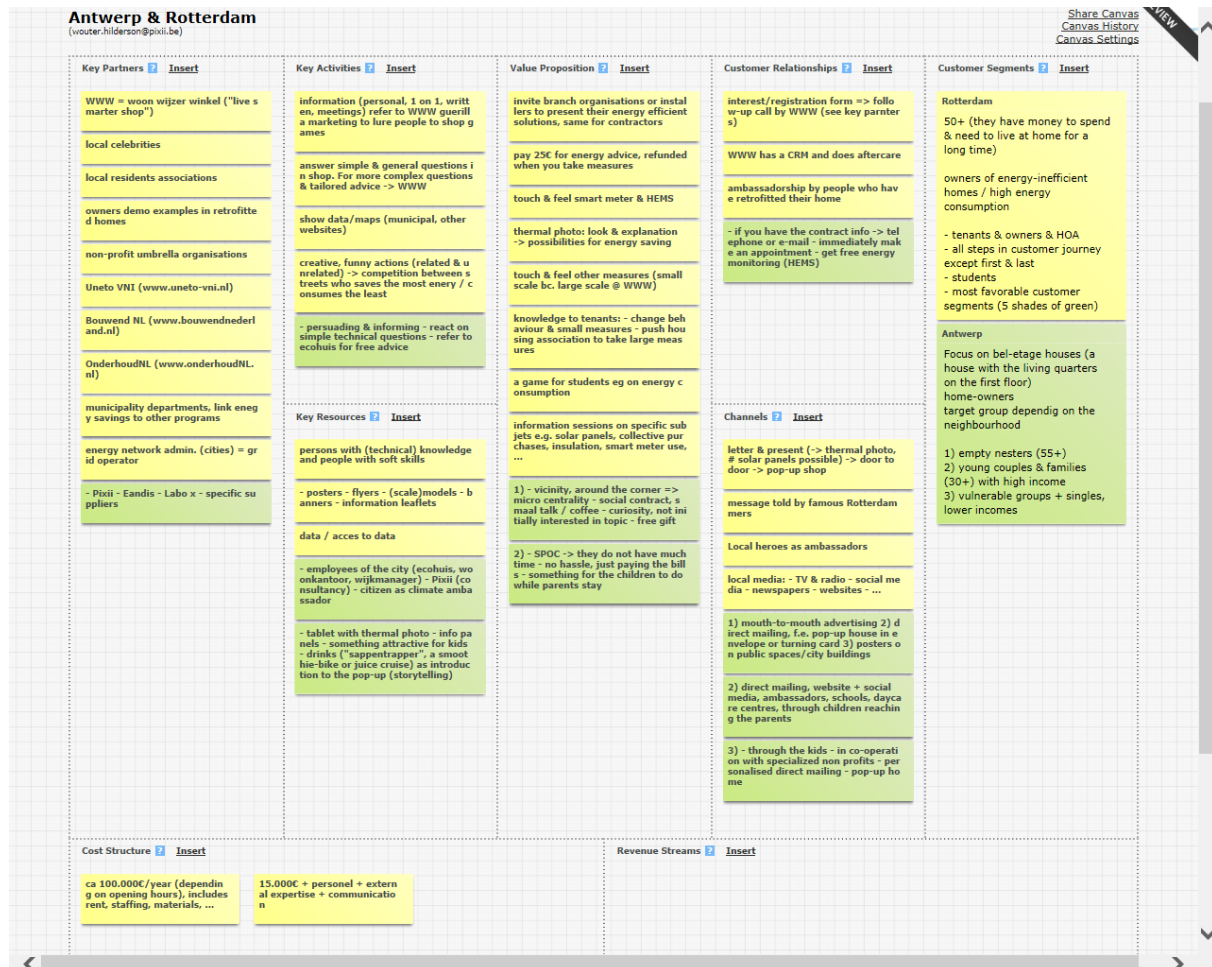 Antwerp & Rotterdam
(wouter.hilderson@pixii.be)
Share Canvas
Canvas History
Canvas Settings
Key Partners ? Insert
WWW = woon wijzer winkel ("live s
marter shop")
local celebrities
local residents associations
owners demo examples in retrofitte
d homes
non-profit umbrella organisations
Uneto VNI (www.uneto-vni.nl)
Bouwend NL (www.bouwendnederl
and.nl)
OnderhoudNL (www.onderhoudNL.
nl)
municipality departments, link eneg
y savings to other programs
energy network admin. (cities) = gr
id operator
- Pixii - Eandis - Labo x - specific su
ppliers
Key Activities ? Insert
information (personal, 1 on 1, writt
en, meetings) refer to WWW guerill
a marketing to lure people to shop g
ames
answer simple & general questions i
n shop. For more complex questions
& tailored advice -> WWW
show data/maps (municipal, other
websites)
creative, funny actions (related & u
nrelated) -> competition between s
treets who saves the most enery / c
onsumes the least
- persuading & informing - react on
simple technical questions - refer to
ecohuis for free advice
Key Resources ? Insert
persons with (technical) knowledge
and people with soft skills
- posters - flyers - (scale)models - b
anners - information leaflets
data / acces to data
- employees of the city (ecohuis, wo
onkantoor, wijkmanager) - Pixii (co
nsultancy) - citizen as climate amba
ssador
- tablet with thermal photo - info pa
nels - something attractive for kids
- drinks ("sappentrapper", a smoot
hie-bike or juice cruise) as introduc
tion to the pop-up (storytelling)
Value Proposition ? Insert
invite branch organisations or instal
lers to present their energy efficient
solutions, same for contractors
pay 25€ for energy advice, refunded
when you take measures
touch & feel smart meter & HEMS
thermal photo: look & explanation
-> possibilities for energy saving
touch & feel other measures (small
scale bc. large scale @ WWW)
knowledge to tenants: - change beh
aviour & small measures - push hou
sing association to take large meas
ures
a game for students eg on energy c
onsumption
information sessions on specific sub
jets e.g. solar panels, collective pur
chases, insulation, smart meter use,
...
1) - vicinity, around the corner =>
micro centrality - social contract, s
maal talk / coffee - curiosity, not ini
tially interested in topic - free gift
2) - SPOC -> they do not have much
time - no hassle, just paying the bill
s - something for the children to do
while parents stay
Customer Relationships ? Insert
interest/registration form => follo
w-up call by WWW (see key parnter
s)
WWW has a CRM and does aftercare
ambassadorship by people who hav
e retrofitted their home
- if you have the contract info -> tel
ephone or e-mail - immediately mak
e an appointment - get free energy
monitoring (HEMS)
Channels ? Insert
letter & present (-> thermal photo,
# solar panels possible) -> door to
door -> pop-up shop
message told by famous Rotterdam
mers
Local heroes as ambassadors
local media: - TV & radio - social me
dia - newspapers - websites - ...
1) mouth-to-mouth advertising 2) d
irect mailing, f.e. pop-up house in e
nvelope or turning card 3) posters o
n public spaces/city buildings
2) direct mailing, website + social
media, ambassadors, schools, dayca
re centres, through children reachin
g the parents
3) - through the kids - in co-operati
on with specialized non profits - per
sonalised direct mailing - pop-up ho
me
Customer Segments ? Insert
Rotterdam
50+ (they have money to spend
& need to live at home for a
long time)
owners of energy-inefficient
homes / high energy
consumption
- tenants & owners & HOA
- all steps in customer journey
except first & last
- students
- most favorable customer
segments (5 shades of green)
Antwerp
Focus on bel-etage houses (a
house with the living quarters
on the first floor)
home-owners
target group dependig on the
neighbourhood
1) empty nesters (55+)
2) young couples & families
(30+) with high income
3) vulnerable groups + singles,
lower incomes
Cost Structure ? Insert
ca 100.000€/year (dependin
g on opening hours), includes
rent, staffing, materials, ...
15.000€ + personel + extern
al expertise + communicatio
n
Revenue Streams ? Insert